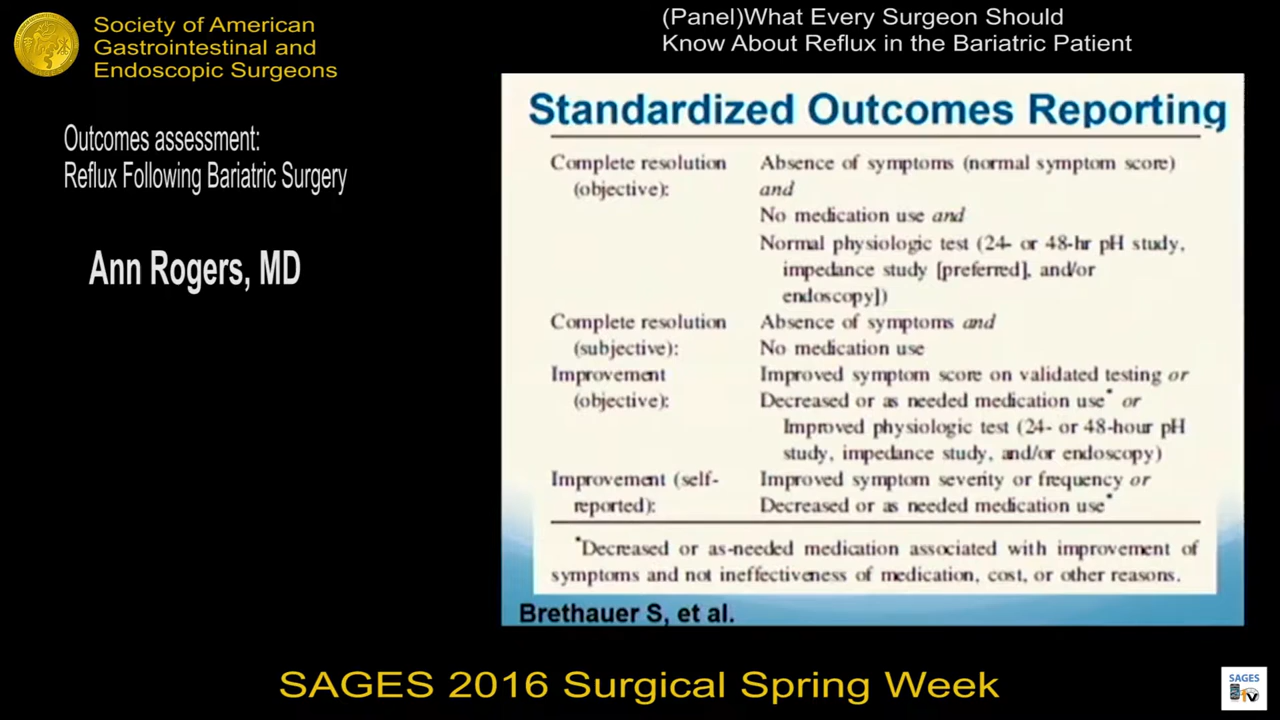 Society of American
Gastrointestinal and
Endoscopic Surgeons
(Panel)What Every Surgeon Should
Know About Reflux in the Bariatric Patient
Outcomes assessment:
Reflux Following Bariatric Surgery
Ann Rogers, MD
Standardized Outcomes Reporting
Complete resolution (objective):
Absence of symptoms (normal symptom score)
and
No medication use and
Normal physiologic test (24- or 48-hr pH study,
impedance study [preferred], and/or
endoscopy])
Complete resolution (subjective):
Absence of symptoms and
No medication use
Improvement (objective):
Improved symptom score on validated testing or
Decreased or as needed medication use* or
Improved physiologic test (24- or 48-hour pH
study, impedance study, and/or endoscopy)
Improvement (self-
reported):
Improved symptom severity or frequency or
Decreased or as needed medication use*
*Decreased or as-needed medication associated with improvement of
symptoms and not ineffectiveness of medication, cost, or other reasons.
Brethauer S, et al.
SAGES 2016 Surgical Spring Week
SAGES
TV